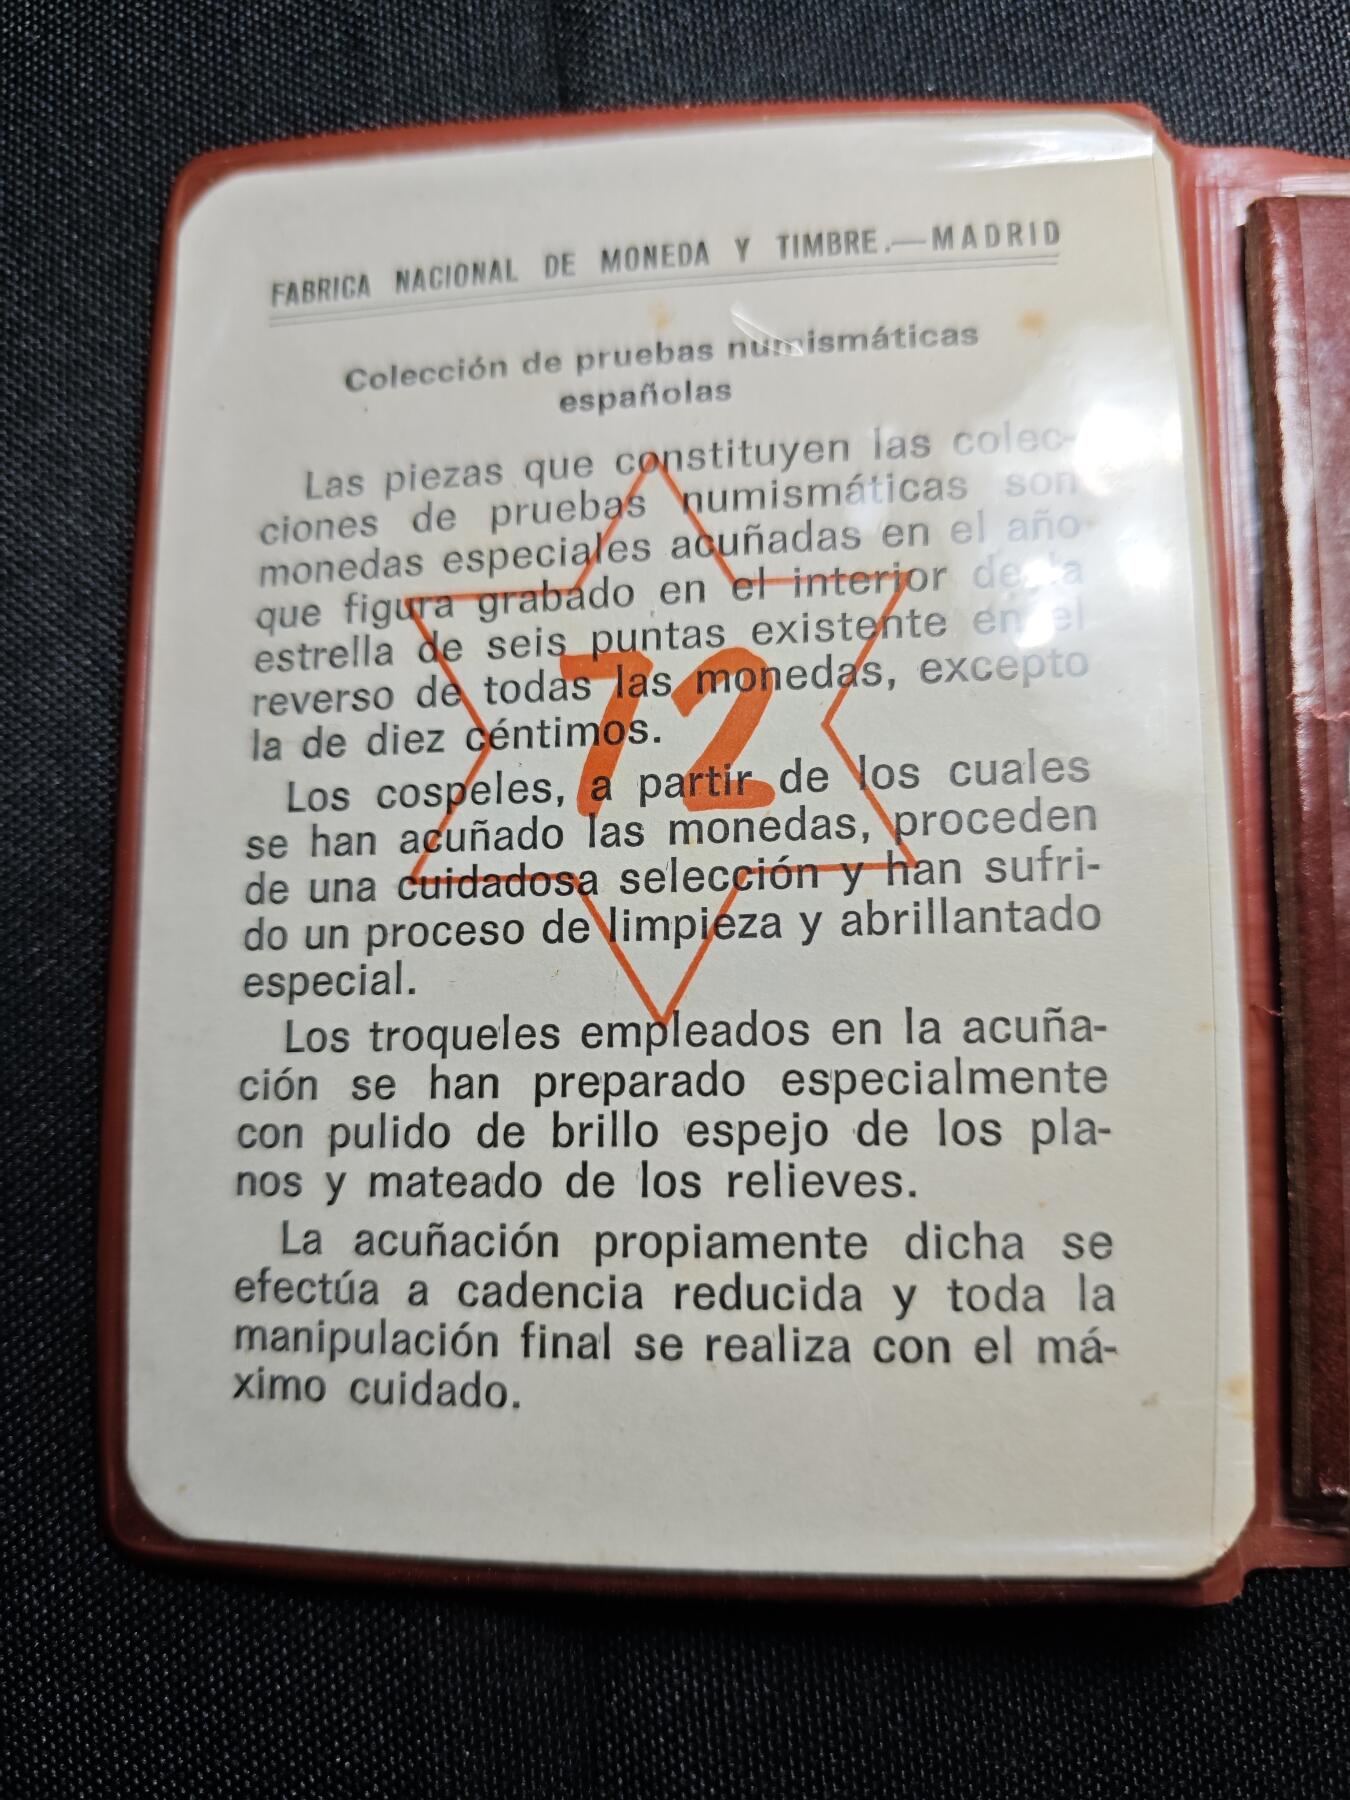 FABRICA NACIONAL DE MONEDA Y TIMBRE.—MADRID
Colección de pruebas numismáticas
españolas
Las piezas que constituyen las colec-
ciones de pruebas numismáticas son
monedas especiales acuñadas en el año
que figura grabado en el interior de la
estrella de seis puntas existente en el
reverso de todas las monedas, excepto
la de diez céntimos.
72
Los cospeles, a partir de los cuales
se han acuñado las monedas, proceden
de una cuidadosa selección y han sufri-
do un proceso de limpieza y abrillantado
especial.
Los troqueles empleados en la acuña-
ción se han preparado especialmente
con pulido de brillo espejo de los pla-
nos y mateado de los relieves.
La acuñación propiamente dicha se
efectúa a cadencia reducida y toda la
manipulación final se realiza con el má-
ximo cuidado.